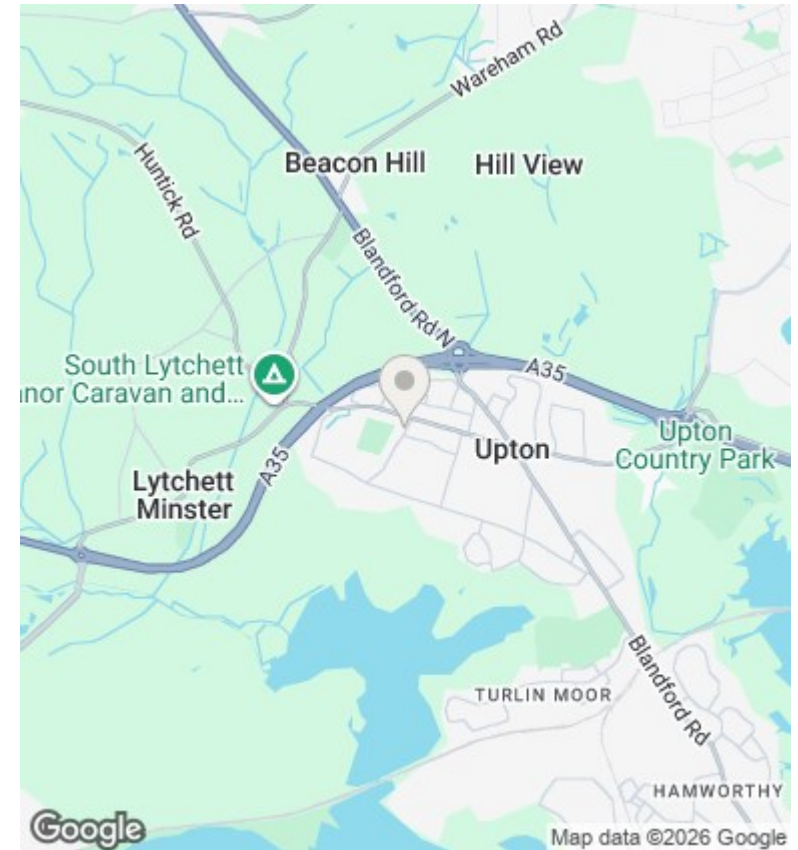 Wareham Rd
Beacon Hill
Hill View
Huntick Rd
Blandford Rd N
South Lytchett
nor Caravan and...
A35
A35
Upton
Upton
Country Park
Lytchett
Minster
TURLIN MOOR
Blandford Rd
HAMWORTHY
Google
Map data ©2026 Google